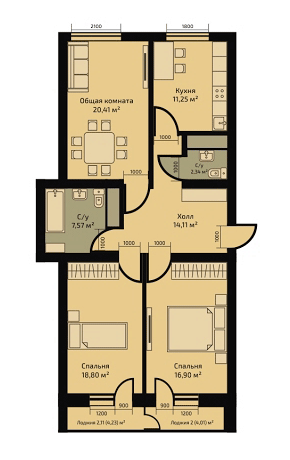 2100
1800
Общая комната
20,41 м²
Кухня
11,25 м²
1000
1000
1000
С/у
2,34 м²
С/у
7,57 м²
1000
Холл
14,11 м²
1000
1000
1000
Спальня
18,80 м²
Спальня
16,90 м²
900
900
1200
1200
Лоджия 2,11 (4,23)
Лоджия 2 (4,01)